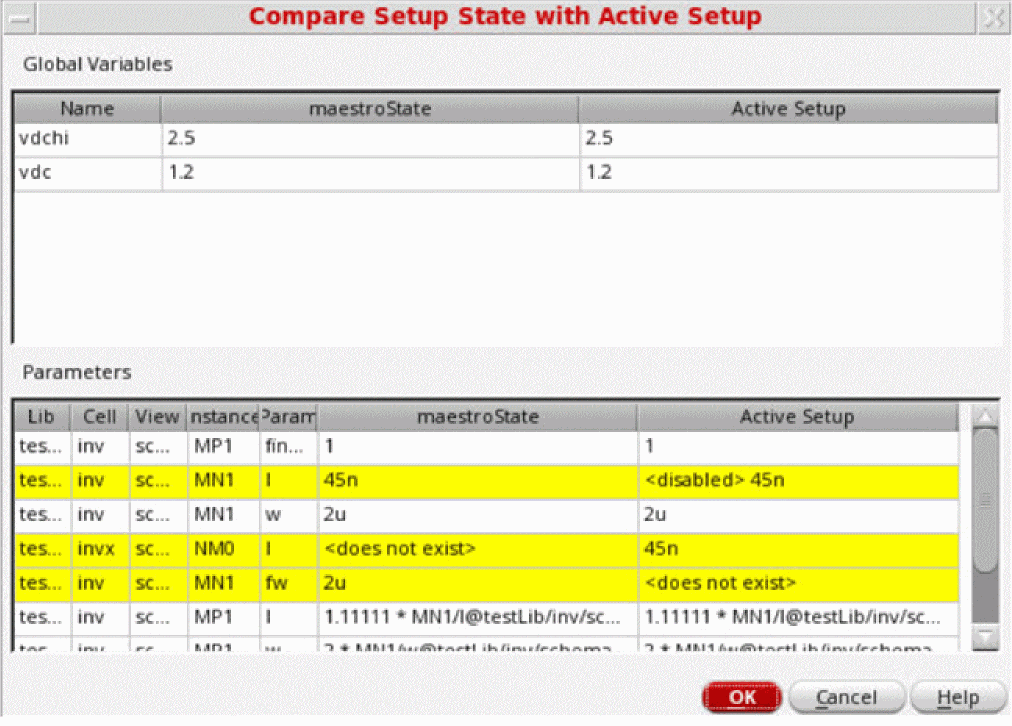 Compare Setup State with Active Setup
Global Variables
Name maestroState Active Setup
vdchi 2.5 2.5
vdc 1.2 1.2
Parameters
Lib Cell View nstance Param maestroState Active Setup
tes... inv sc... MP1 fin... 1 1
tes... inv sc... MN1 l 45n <disabled> 45n
tes... inv sc... MN1 w 2u 2u
tes... invx sc... NM0 l <does not exist> 45n
tes... inv sc... MN1 fw 2u <does not exist>
tes... inv sc... MP1 l 1.11111 * MN1/l@testLib/inv/sc... 1.11111 * MN1/l@testLib/inv/sc...
tes... inv sc... MP1 w 2 * MN1/w@testLib/inv/schema... 2 * MN1/w@testLib/inv/schema...
OK Cancel Help